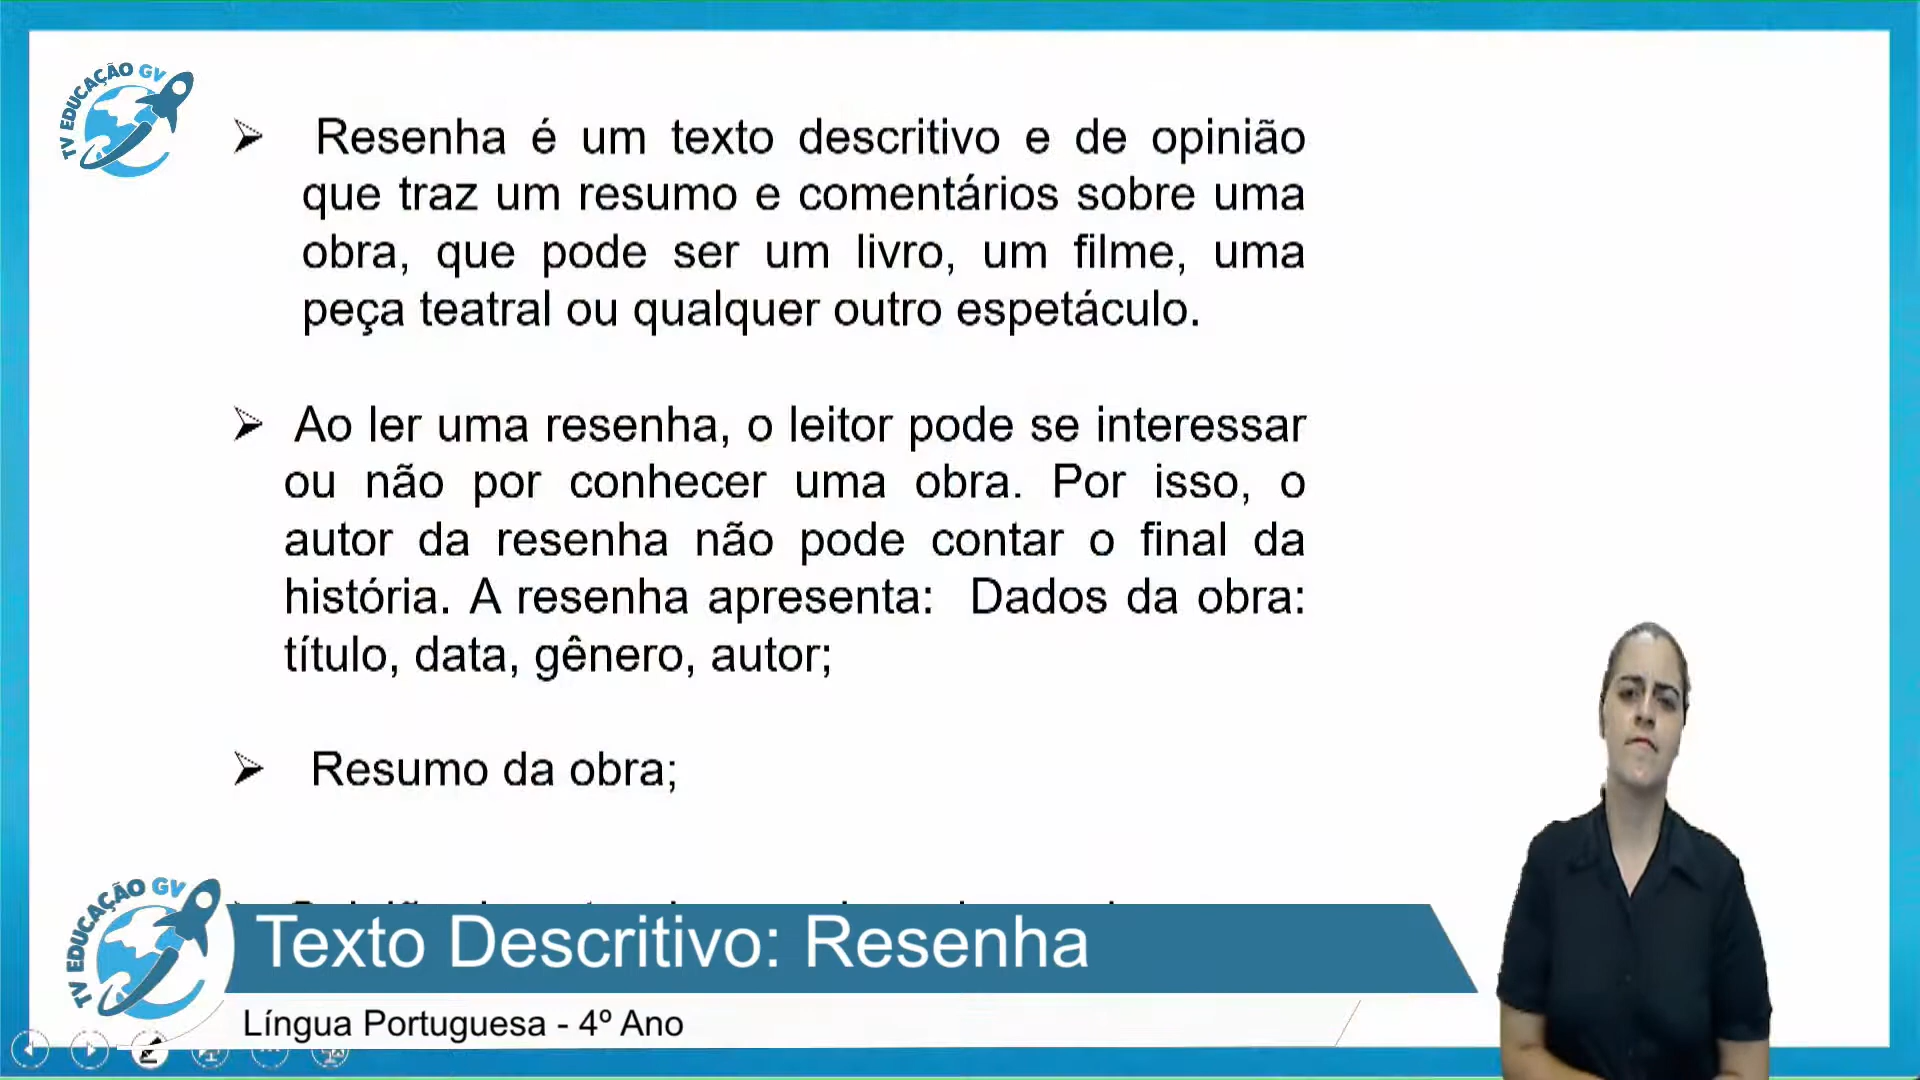 TV EDUCAÇÃO GV
Resenha é um texto descritivo e de opinião
que traz um resumo e comentários sobre uma
obra, que pode ser um livro, um filme, uma
peça teatral ou qualquer outro espetáculo.
Ao ler uma resenha, o leitor pode se interessar
ou não por conhecer uma obra. Por isso, o
autor da resenha não pode contar o final da
história. A resenha apresenta: Dados da obra:
título, data, gênero, autor;
Resumo da obra;
TV EDUCAÇÃO GV
Texto Descritivo: Resenha
Língua Portuguesa - 4º Ano